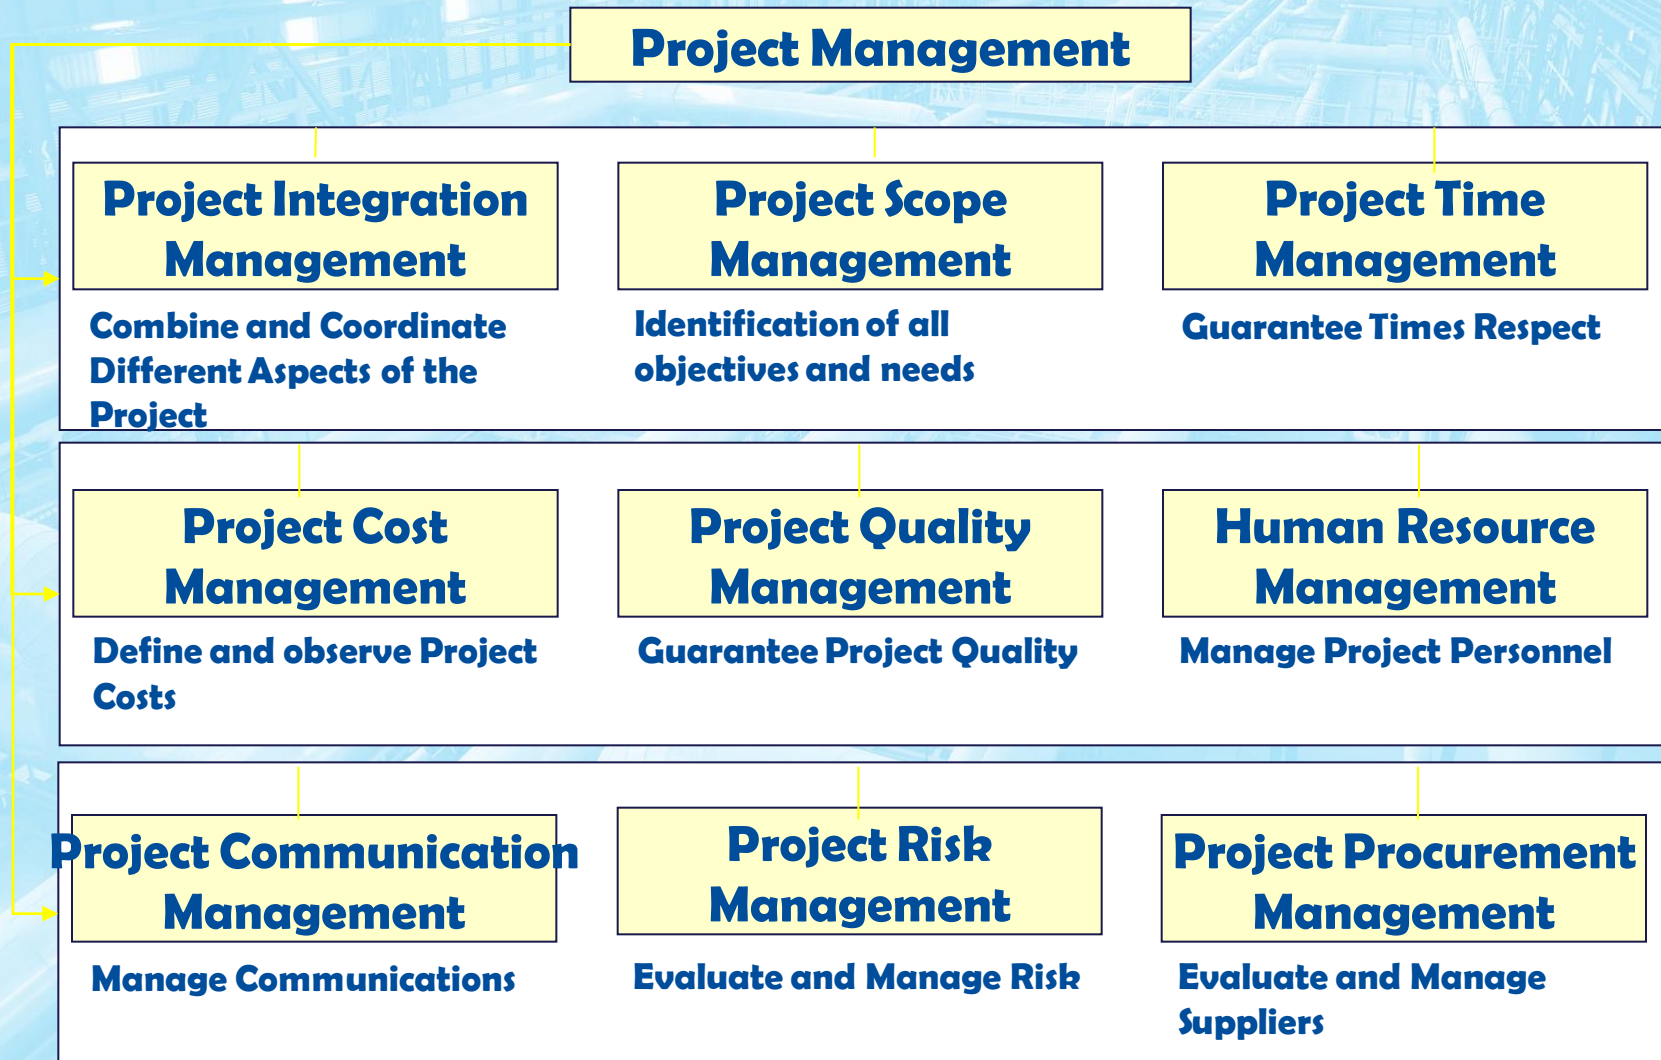 Project Management
Project Integration
Management
Project Scope
Management
Project Time
Management
Combine and Coordinate
Different Aspects of the
Project
Identification of all
objectives and needs
Guarantee Times Respect
Project Cost
Management
Project Quality
Management
Human Resource
Management
Define and observe Project
Costs
Guarantee Project Quality
Manage Project Personnel
Project Communication
Management
Project Risk
Management
Project Procurement
Management
Manage Communications
Evaluate and Manage Risk
Evaluate and Manage
Suppliers